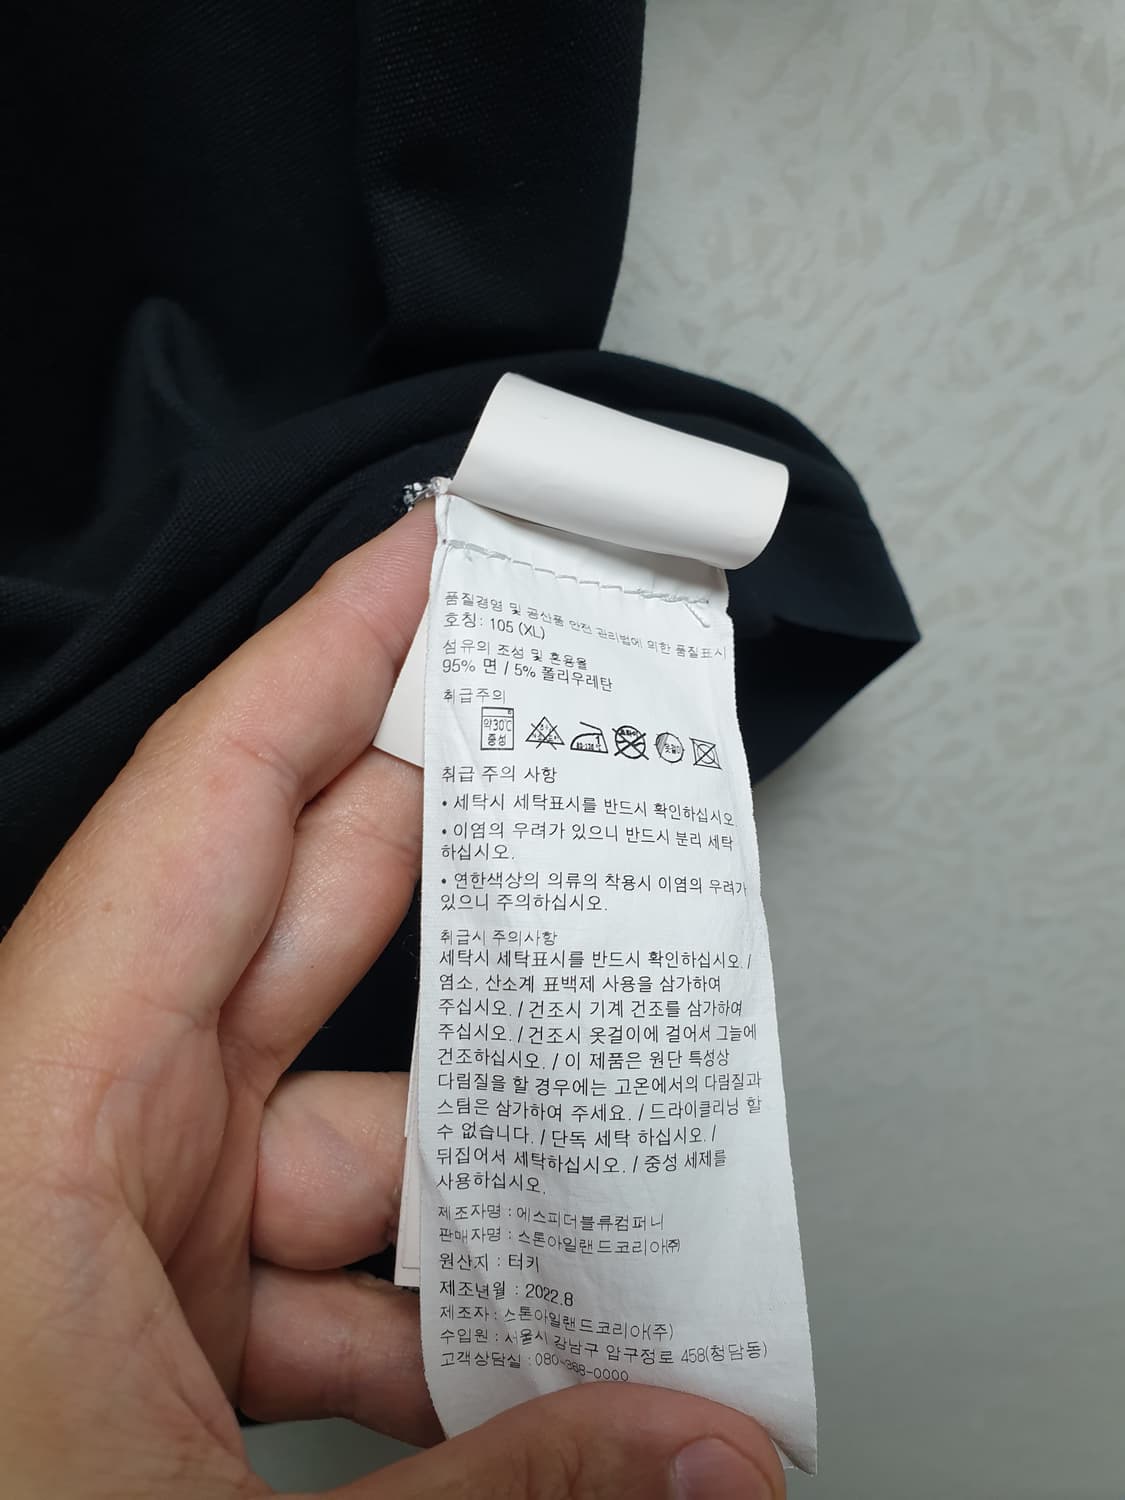 품질경영 및 공산품 안전 관리법에 의한 품질표시
호칭: 105 (XL)
섬유의 조성 및 혼용율
95% 면 / 5% 폴리우레탄
취급주의
약30℃
중성
1
옷걸이
취급 주의 사항
• 세탁시 세탁표시를 반드시 확인하십시오
• 이염의 우려가 있으니 반드시 분리 세탁
하십시오.
• 연한색상의 의류의 착용시 이염의 우려가
있으니 주의하십시오.
취급시 주의사항
세탁시 세탁표시를 반드시 확인하십시오. /
염소, 산소계 표백제 사용을 삼가하여
주십시오. / 건조시 기계 건조를 삼가하여
주십시오. / 건조시 옷걸이에 걸어서 그늘에
건조하십시오. / 이 제품은 원단 특성상
다림질을 할 경우에는 고온에서의 다림질과
스팀은 삼가하여 주세요. / 드라이클리닝 할
수 없습니다. / 단독 세탁 하십시오. /
뒤집어서 세탁하십시오. / 중성 세제를
사용하십시오.
제조자명 : 에스피더블류컴퍼니
판매자명 : 스톤아일랜드코리아㈜
원산지 : 터키
제조년월 : 2022.8
제조자 : 스톤아일랜드코리아(주)
수입원 : 서울시 강남구 압구정로 458(청담동)
고객상담실 : 080-368-0000